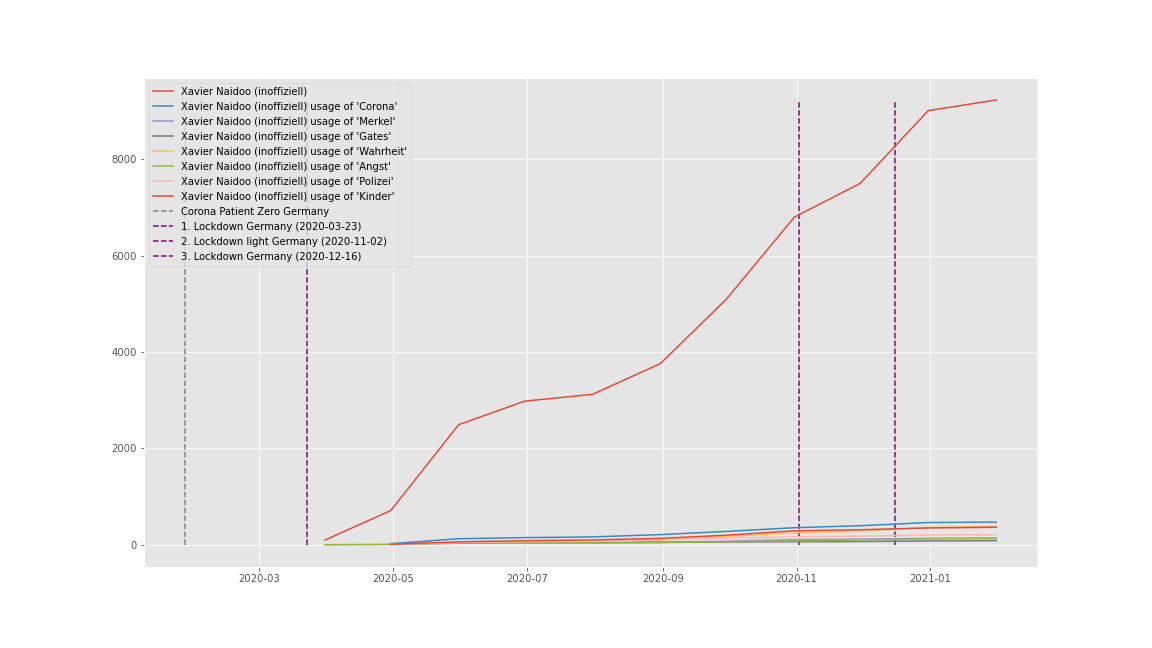 Xavier Naidoo (inoffiziell)
Xavier Naidoo (inoffiziell) usage of 'Corona'
Xavier Naidoo (inoffiziell) usage of 'Merkel'
Xavier Naidoo (inoffiziell) usage of 'Gates'
Xavier Naidoo (inoffiziell) usage of 'Wahrheit'
Xavier Naidoo (inoffiziell) usage of 'Angst'
Xavier Naidoo (inoffiziell) usage of 'Polizei'
Xavier Naidoo (inoffiziell) usage of 'Kinder'
Corona Patient Zero Germany
1. Lockdown Germany (2020-03-23)
2. Lockdown light Germany (2020-11-02)
3. Lockdown Germany (2020-12-16)
8000
6000
4000
2000
0
2020-03 2020-05 2020-07 2020-09 2020-11 2021-01